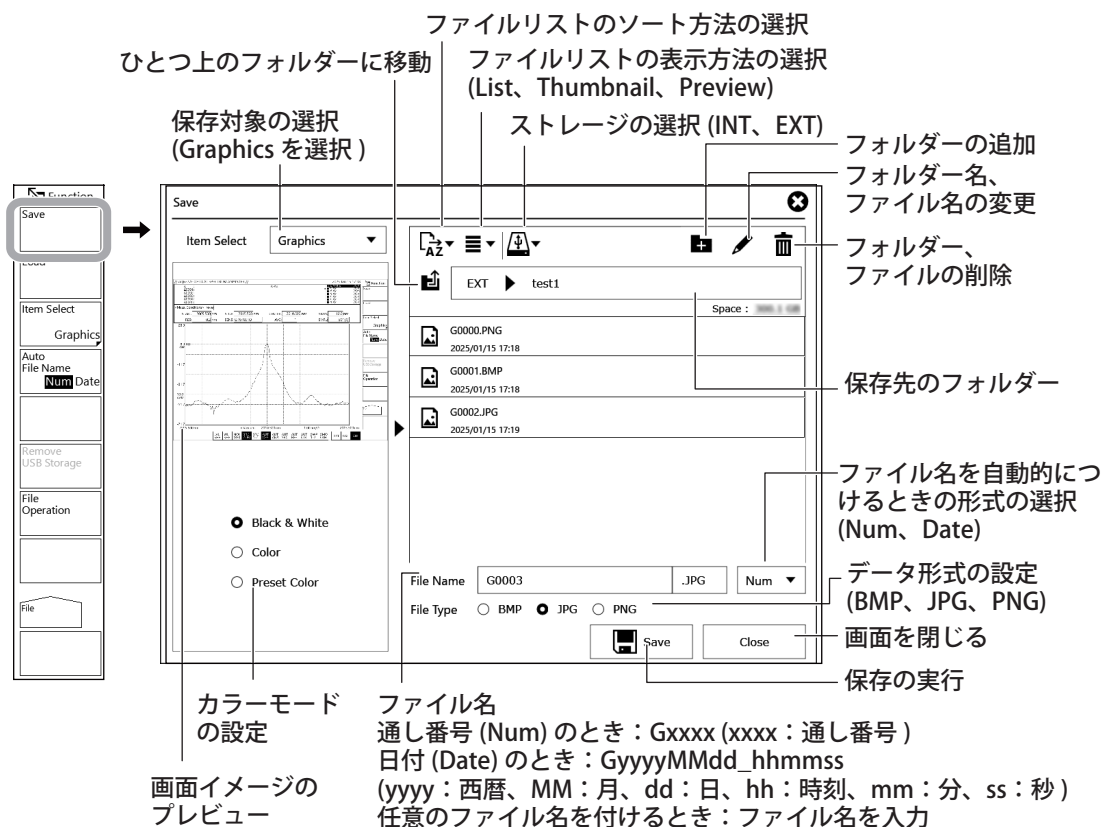 ファイルリストのソート方法の選択
ひとつ上のフォルダーに移動
ファイルリストの表示方法の選択
(List、Thumbnail、Preview)
保存対象の選択
(Graphics を選択 )
ストレージの選択 (INT、EXT)
フォルダーの追加
フォルダー名、
ファイル名の変更
フォルダー、
ファイルの削除
保存先のフォルダー
ファイル名を自動的につ
けるときの形式の選択
(Num、Date)
データ形式の設定
(BMP、JPG、PNG)
画面を閉じる
保存の実行
Function
Save
Load
Item Select
Graphics
Auto
File Name
Num Date
Remove
USB Storage
File
Operation
File
Save
Item Select Graphics
AZ
EXT test1
Space :
G0000.PNG
2025/01/15 17:18
G0001.BMP
2025/01/15 17:18
G0002.JPG
2025/01/15 17:19
Black & White
Color
Preset Color
File Name G0003 .JPG Num
File Type BMP JPG PNG
Save Close
カラーモード
の設定
画面イメージの
プレビュー
ファイル名
通し番号 (Num) のとき：Gxxxx (xxxx：通し番号 )
日付 (Date) のとき：GyyyyMMdd_hhmmss
(yyyy：西暦、MM：月、dd：日、hh：時刻、mm：分、ss：秒 )
任意のファイル名を付けるとき：ファイル名を入力